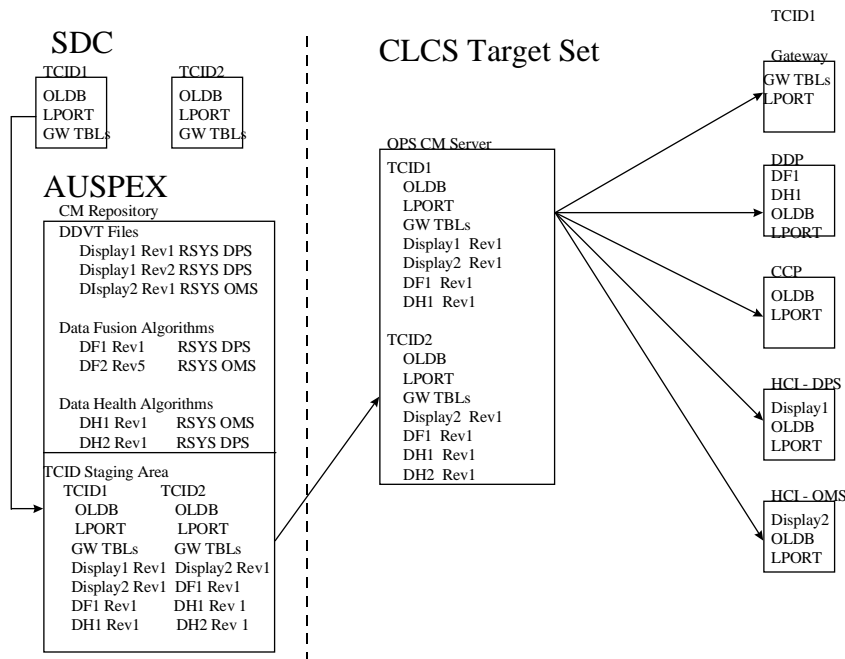 SDC
TCID1
OLDB
LPORT
GW TBLs
TCID2
OLDB
LPORT
GW TBLs
AUSPEX
CM Repository
DDVT Files
Display1 Rev1 RSYS DPS
Display1 Rev2 RSYS DPS
DIsplay2 Rev1 RSYS OMS
Data Fusion Algorithms
DF1 Rev1 RSYS DPS
DF2 Rev5 RSYS OMS
Data Health Algorithms
DH1 Rev1 RSYS OMS
DH2 Rev1 RSYS DPS
TCID Staging Area
TCID1 TCID2
OLDB OLDB
LPORT LPORT
GW TBLs GW TBLs
Display1 Rev1 Display2 Rev1
Display2 Rev1 DF1 Rev1
DF1 Rev1 DH1 Rev 1
DH1 Rev1 DH2 Rev 1
CLCS Target Set
OPS CM Server
TCID1
OLDB
LPORT
GW TBLs
Display1 Rev1
Display2 Rev1
DF1 Rev1
DH1 Rev1
TCID2
OLDB
LPORT
GW TBLs
Display2 Rev1
DF1 Rev1
DH1 Rev1
DH2 Rev1
TCID1
Gateway
GW TBLs
LPORT
DDP
DF1
DH1
OLDB
LPORT
CCP
OLDB
LPORT
HCI - DPS
Display1
OLDB
LPORT
HCI - OMS
Display2
OLDB
LPORT